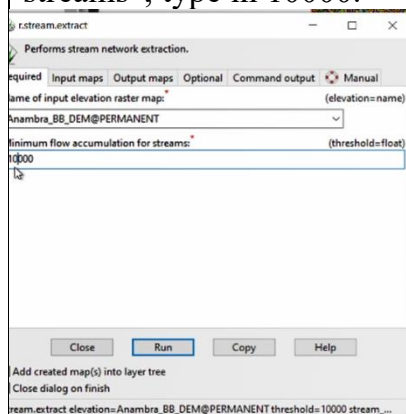 streams", type in 10000.
r.stream.extract
Performs stream network extraction.
equired Input maps Output maps Optional Command output Manual
ame of input elevation raster map:* (elevation=name)
Anambra_BB_DEM@PERMANENT
inimum flow accumulation for streams:* (threshold=float)
10000
Close Run Copy Help
Add created map(s) into layer tree
Close dialog on finish
ream.extract elevation=Anambra_BB_DEM@PERMANENT threshold=10000 stream_...